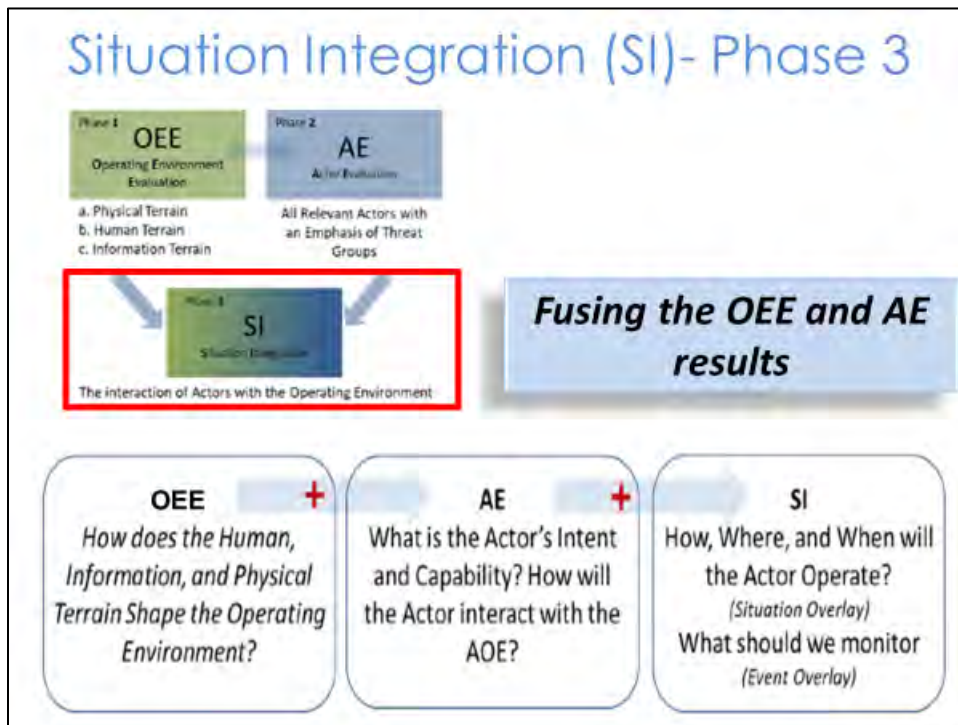 Situation Integration (SI)- Phase 3
Phase 1
OEE
Operating Environment
Evaluation
Phase 2
AE
Actor Evaluation
a. Physical Terrain
b. Human Terrain
c. Information Terrain
All Relevant Actors with
an Emphasis of Threat
Groups
Phase 3
SI
Situation Integration
The interaction of Actors with the Operating Environment
Fusing the OEE and AE
results
OEE
How does the Human,
Information, and Physical
Terrain Shape the Operating
Environment?
+
AE
What is the Actor's Intent
and Capability? How will
the Actor interact with the
AOE?
+
SI
How, Where, and When will
the Actor Operate?
(Situation Overlay)
What should we monitor
(Event Overlay)